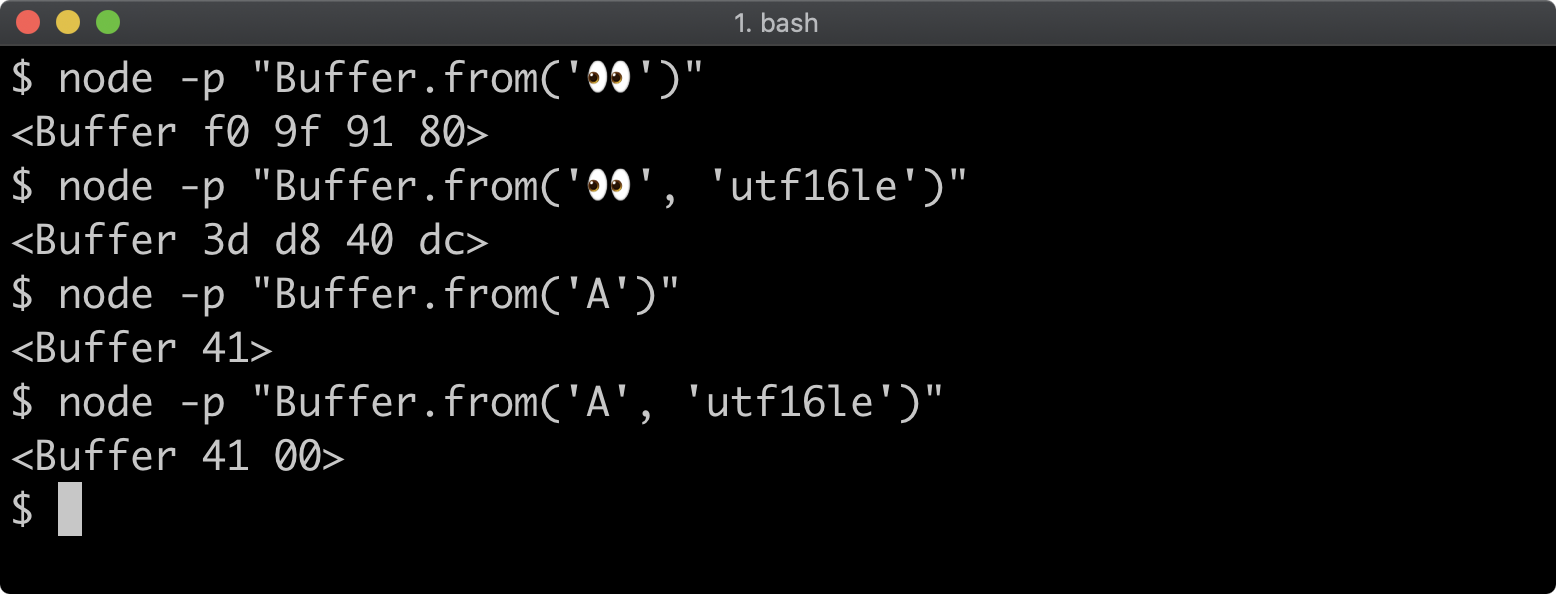 1. bash
$ node -p "Buffer.from('👀')"
<Buffer f0 9f 91 80>
$ node -p "Buffer.from('👀', 'utf16le')"
<Buffer 3d d8 40 dc>
$ node -p "Buffer.from('A')"
<Buffer 41>
$ node -p "Buffer.from('A', 'utf16le')"
<Buffer 41 00>
$